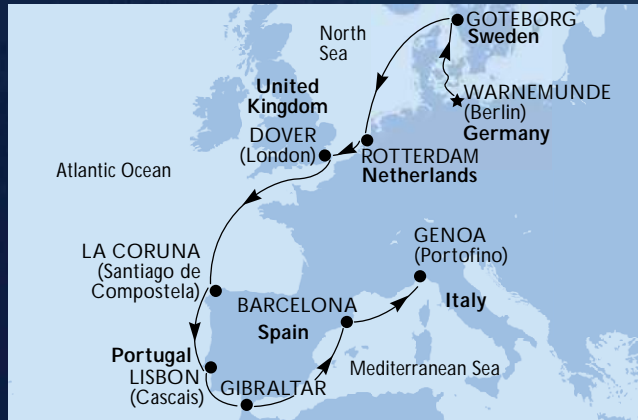 GOTEBORG
Sweden
North
Sea
WARNEMUNDE
(Berlin)
Germany
United
Kingdom
DOVER
(London)
ROTTERDAM
Netherlands
Atlantic Ocean
LA CORUNA
(Santiago de
Compostela)
GENOA
(Portofino)
Italy
BARCELONA
Spain
Portugal
LISBON
(Cascais)
GIBRALTAR
Mediterranean Sea